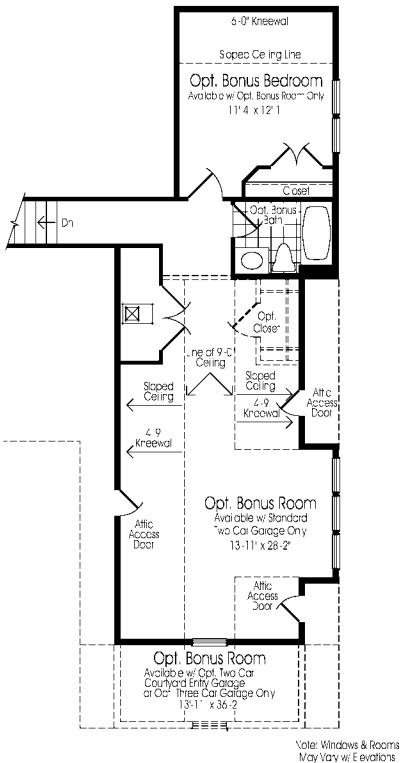 6'-0" Kneewall
Sloped Ceiling Line
Opt. Bonus Bedroom
Available w/ Opt. Bonus Room Only
11'4" x 12'1"
Closet
Dn
Opt. Bonus
Bath
Opt.
Closet
Line of 9'-0"
Ceiling
Sloped
Ceiling
4'-9"
Kneewall
Sloped
Ceiling
4'-9"
Kneewall
Attic
Access
Door
Attic
Access
Door
Opt. Bonus Room
Available w/ Standard
Two Car Garage Only
13'-11" x 28'-2"
Attic
Access
Door
Opt. Bonus Room
Available w/ Opt. Two Car
Courtyard Entry Garage
or Opt. Three Car Garage Only
13'-11" x 36'-2"
Note: Windows & Rooms
May Vary w/ Elevations